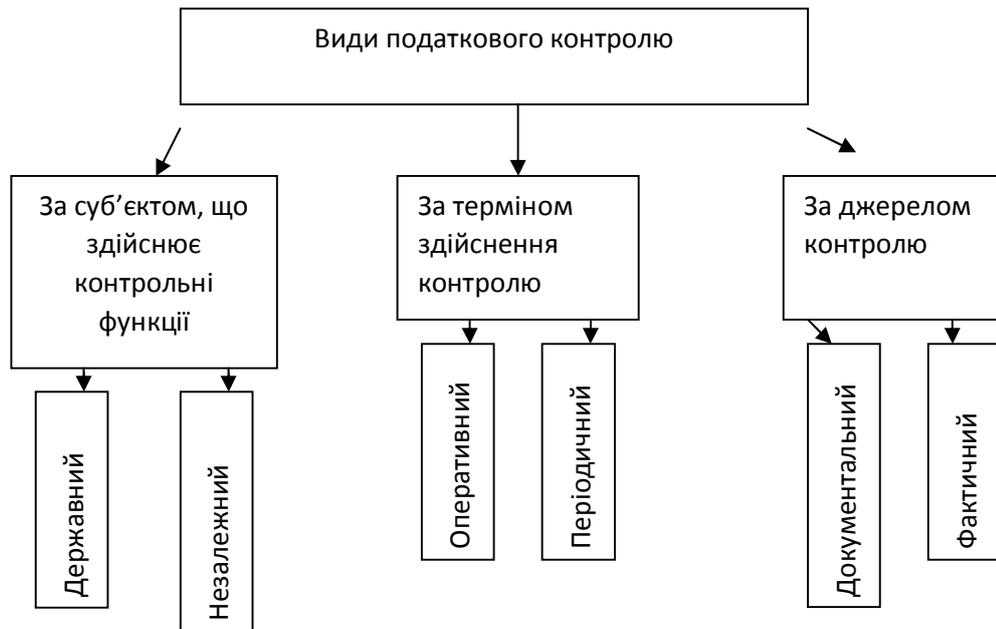 Види податкового контролю
За суб’єктом, що
здійснює
контрольні
функції
За терміном
здійснення
контролю
За джерелом
контролю
Державний
Незалежний
Оперативний
Періодичний
Документальний
Фактичний